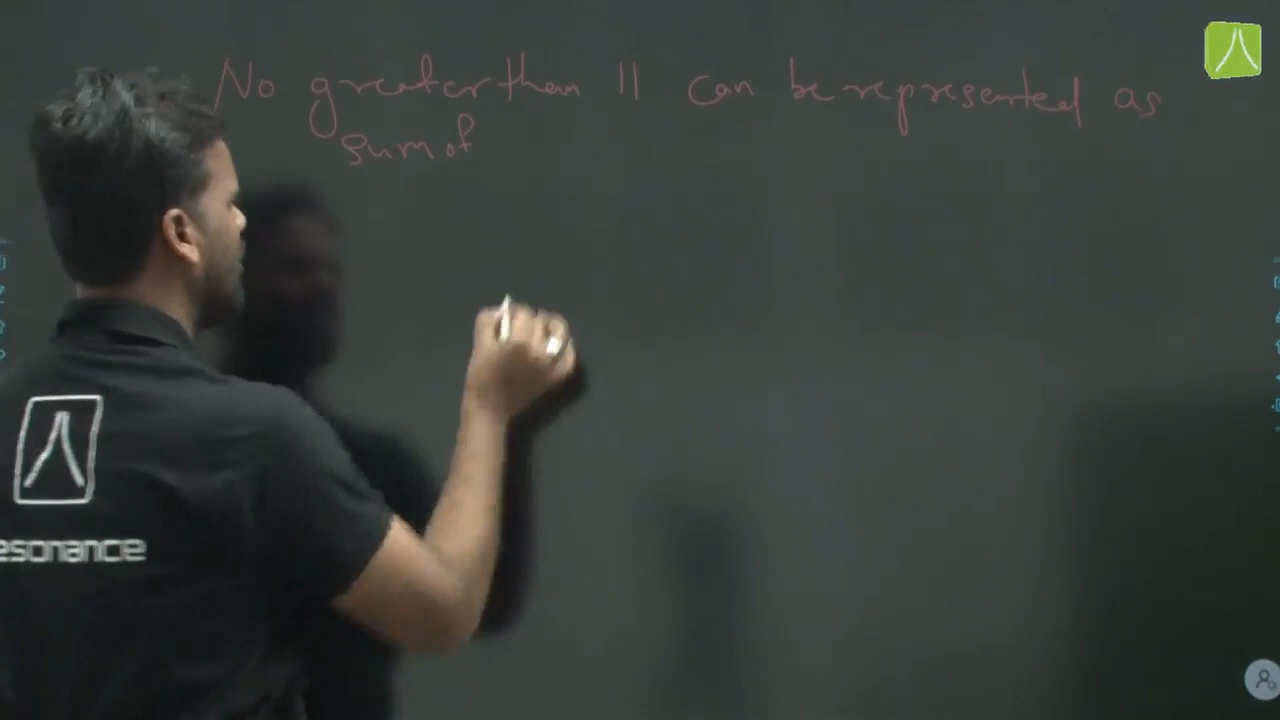 No greater than 11 can be represented as
sum of
esonance